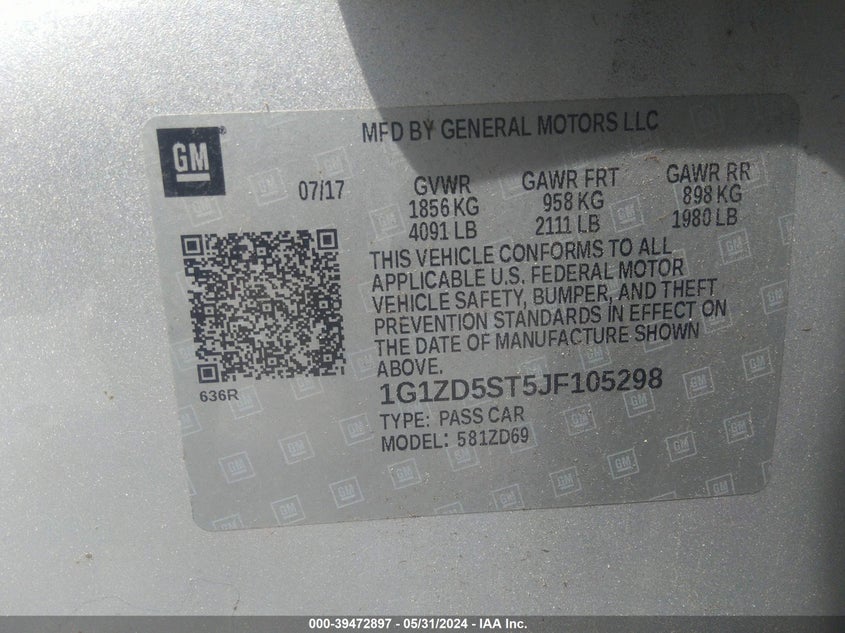 GM
MFD BY GENERAL MOTORS LLC
07/17
GVWR
1856 KG
4091 LB
GAWR FRT
958 KG
2111 LB
GAWR RR
898 KG
1980 LB
THIS VEHICLE CONFORMS TO ALL
APPLICABLE U.S. FEDERAL MOTOR
VEHICLE SAFETY, BUMPER, AND THEFT
PREVENTION STANDARDS IN EFFECT ON
THE DATE OF MANUFACTURE SHOWN
ABOVE.
636R
1G1ZD5ST5JF105298
TYPE: PASS CAR
MODEL: 581ZD69
000-39472897 - 05/31/2024 - IAA Inc.